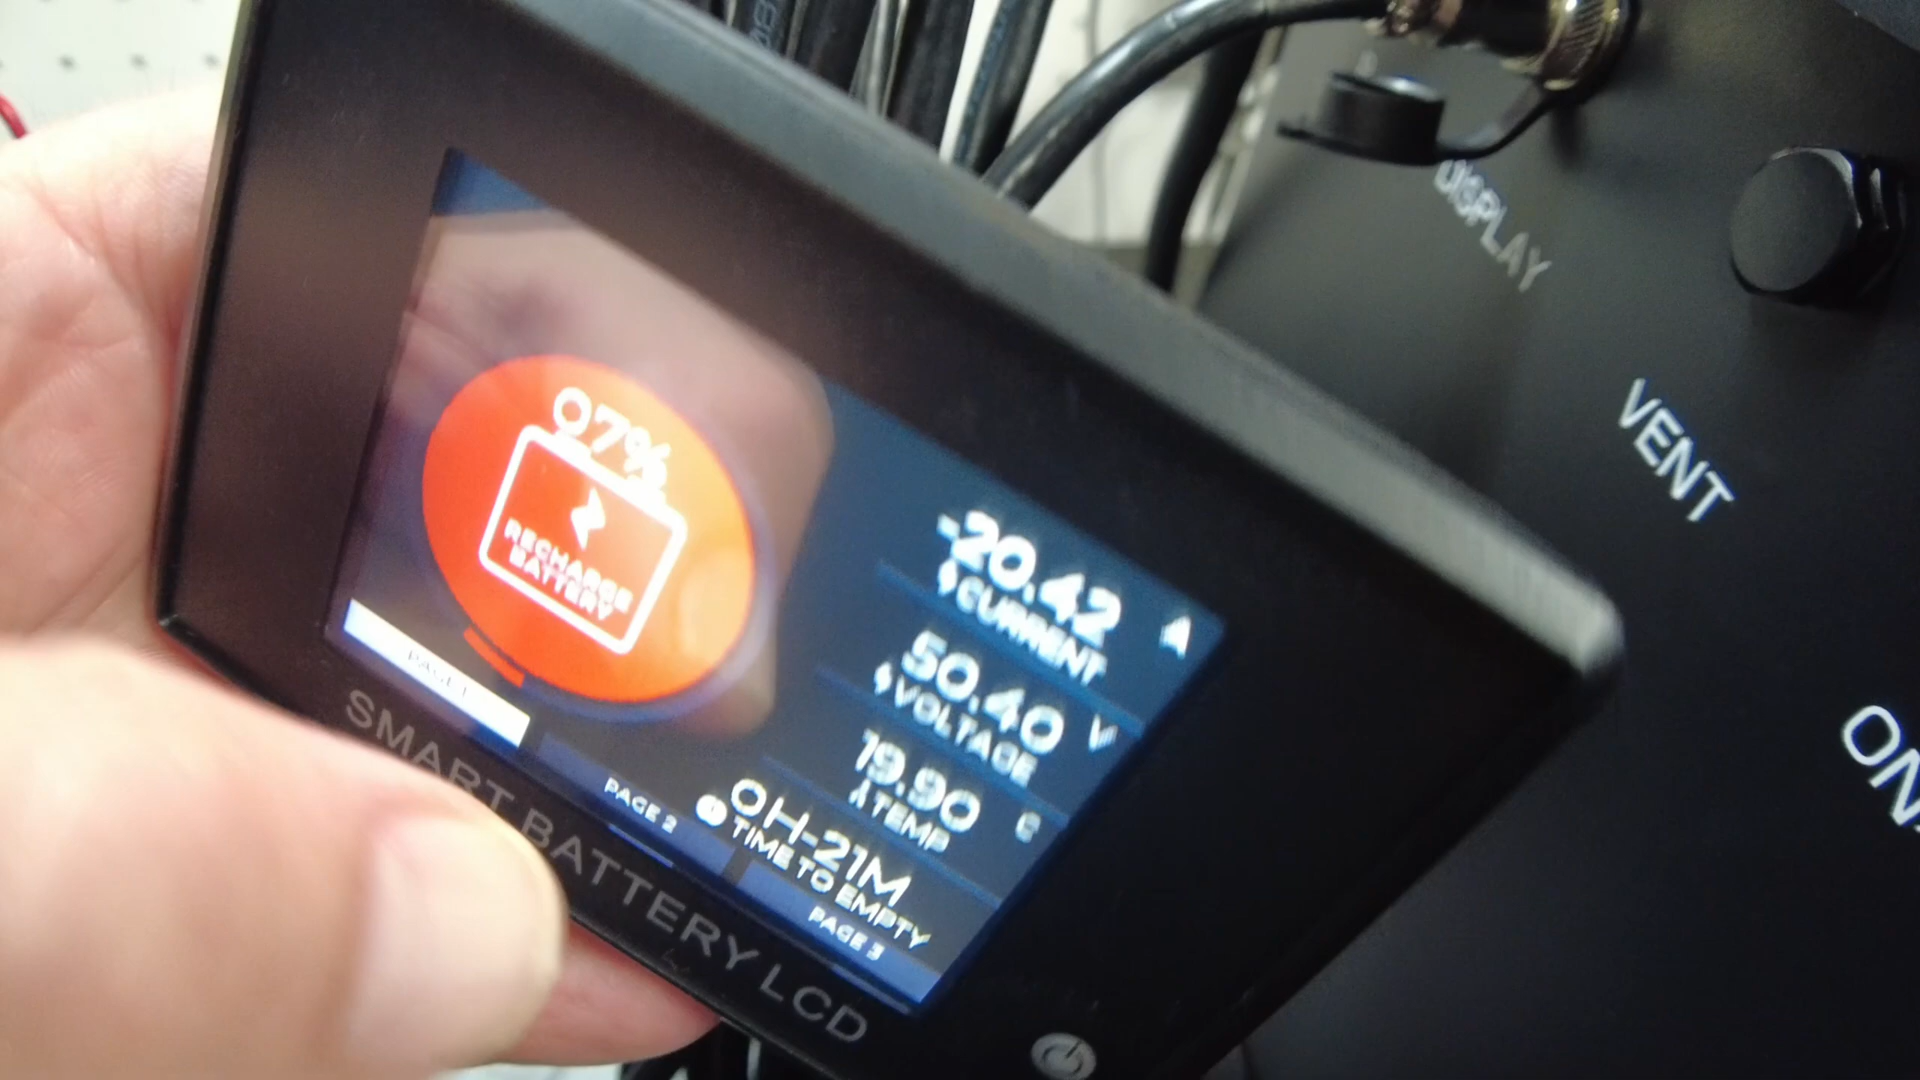 07%
RECHARGE
BATTERY
-20.42 A
CURRENT
50.40 V
VOLTAGE
19.90 C
TEMP
0H-21M
TIME TO EMPTY
PAGE 1
PAGE 2
PAGE 3
SMART BATTERY LCD
DISPLAY
VENT